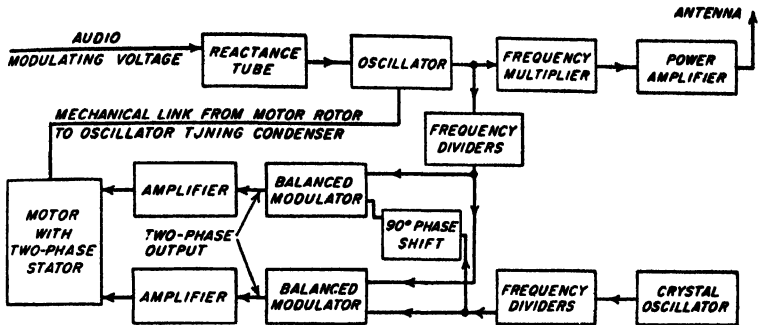 ANTENNA
AUDIO
MODULATING VOLTAGE
REACTANCE
TUBE
OSCILLATOR
FREQUENCY
MULTIPLIER
POWER
AMPLIFIER
MECHANICAL LINK FROM MOTOR ROTOR
TO OSCILLATOR TJNING CONDENSER
FREQUENCY
DIVIDERS
MOTOR
WITH
TWO-PHASE
STATOR
AMPLIFIER
BALANCED
MODULATOR
TWO-PHASE
OUTPUT
90° PHASE
SHIFT
AMPLIFIER
BALANCED
MODULATOR
FREQUENCY
DIVIDERS
CRYSTAL
OSCILLATOR